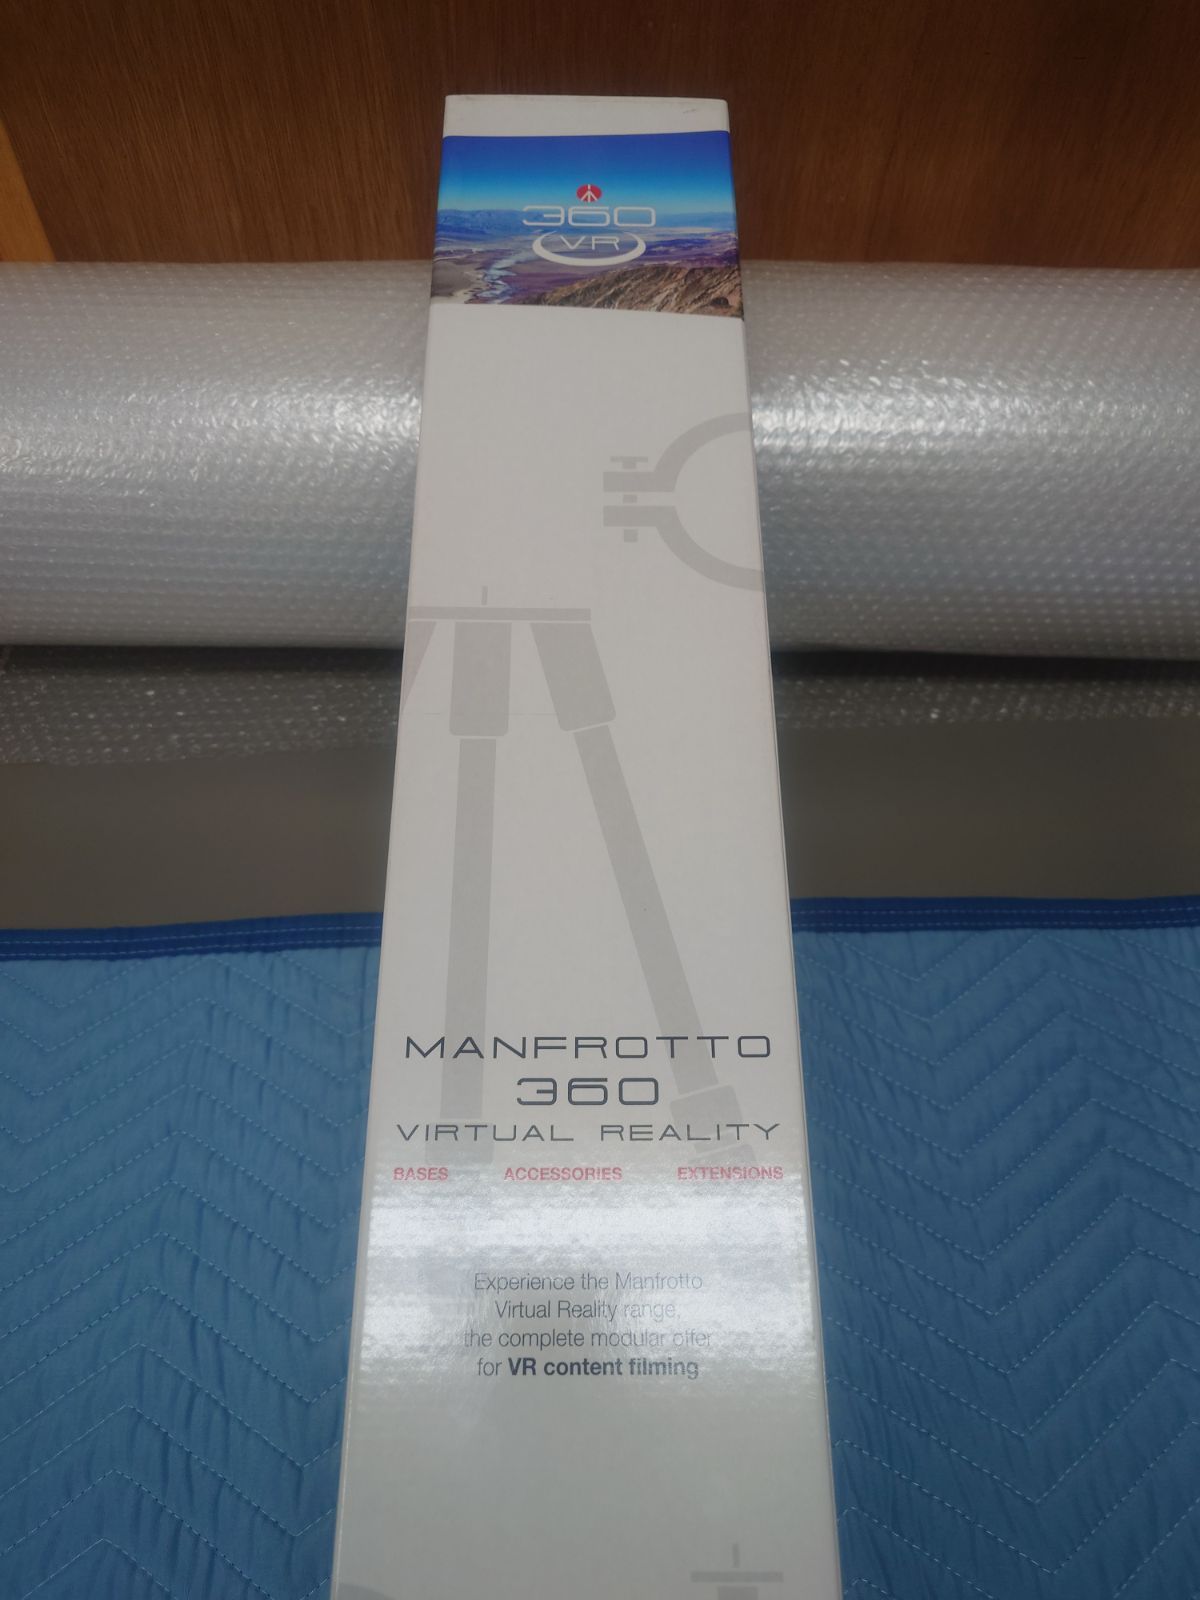 360
VR
MANFROTTO
360
VIRTUAL REALITY
BASES ACCESSORIES EXTENSIONS
Experience the Manfrotto
Virtual Reality range,
the complete modular offer
for VR content filming